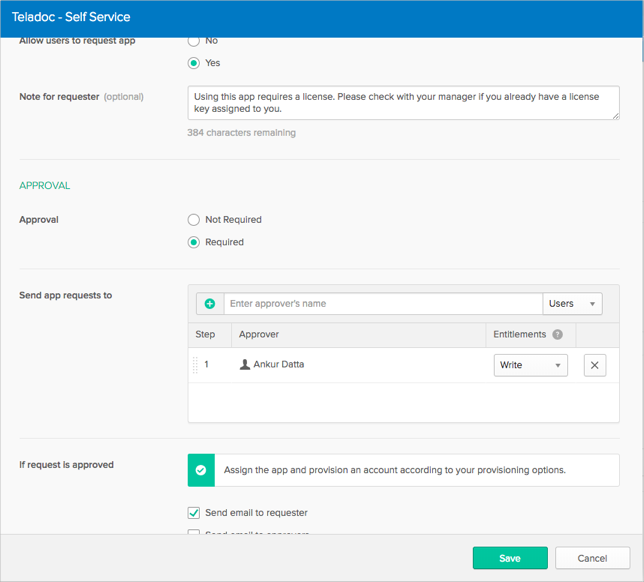 Teladoc - Self Service
Allow users to request app
No
Yes
Note for requester (optional)
Using this app requires a license. Please check with your manager if you already have a license
key assigned to you.
384 characters remaining
APPROVAL
Approval
Not Required
Required
Send app requests to
Enter approver's name
Users
Step Approver Entitlements ?
1 Ankur Datta Write
If request is approved
Assign the app and provision an account according to your provisioning options.
Send email to requester
Send email to approvers
Save Cancel